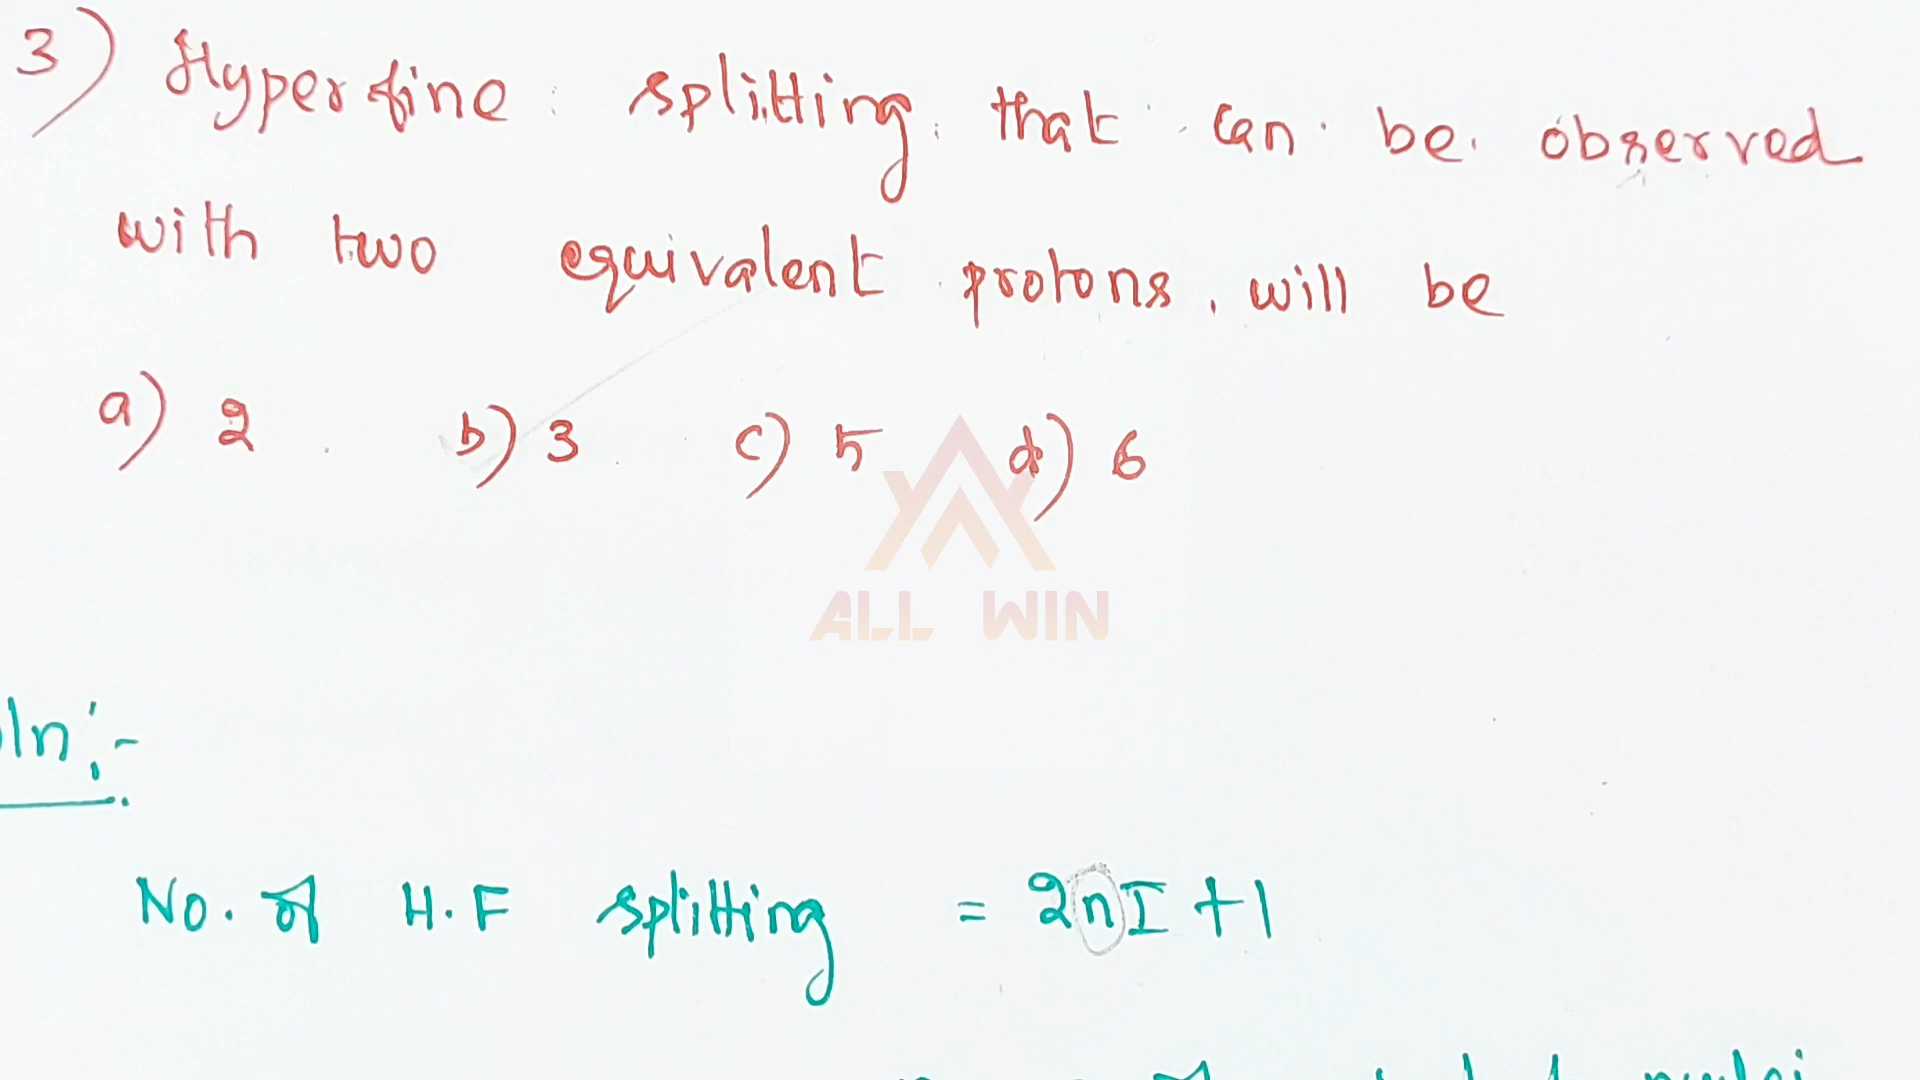 3) Hyperfine splitting that can be observed
with two equivalent protons, will be
a) 2 b) 3 c) 5 d) 6
ALL WIN
oln:-
No. of H.F splitting = 2nI + 1